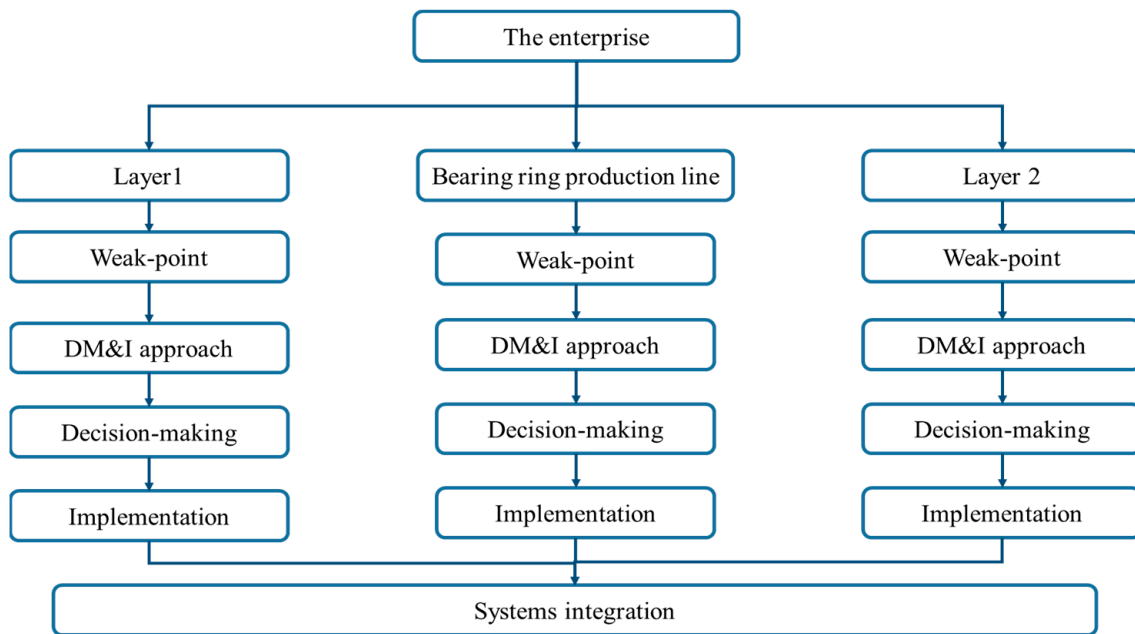 The enterprise
Layer1
Bearing ring production line
Layer 2
Weak-point
Weak-point
Weak-point
DM&I approach
DM&I approach
DM&I approach
Decision-making
Decision-making
Decision-making
Implementation
Implementation
Implementation
Systems integration